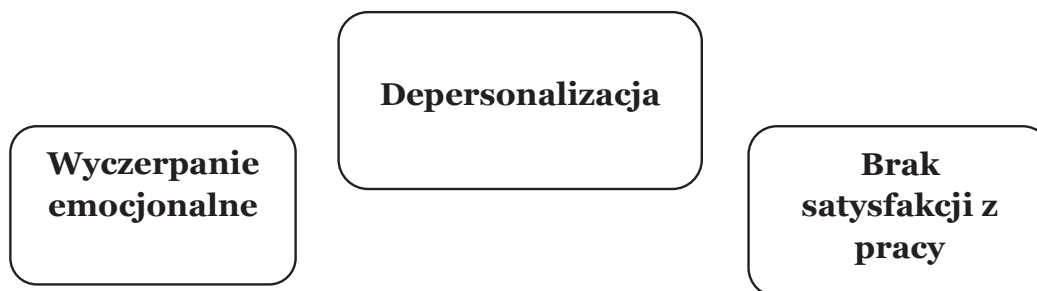 Depersonalizacja
Wyczerpanie
emocjonalne
Brak
satysfakcji z
pracy